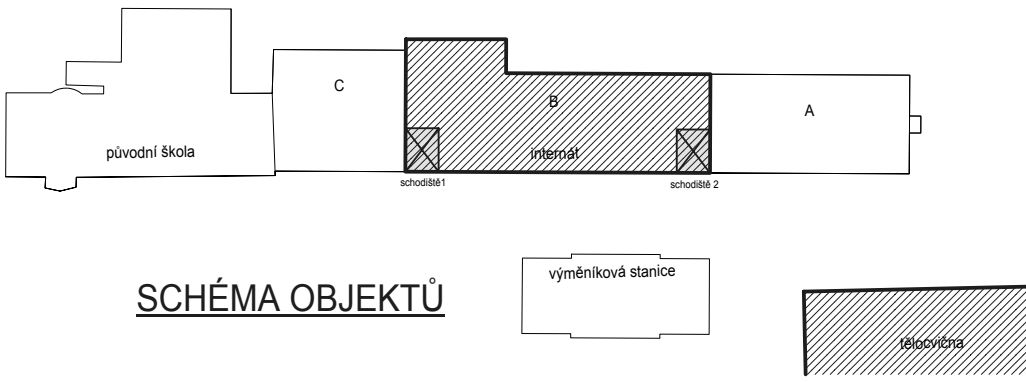 C
B
A
původní škola
internát
schodiště1
schodiště 2
výměníková stanice
SCHÉMA OBJEKTŮ
tělocvična